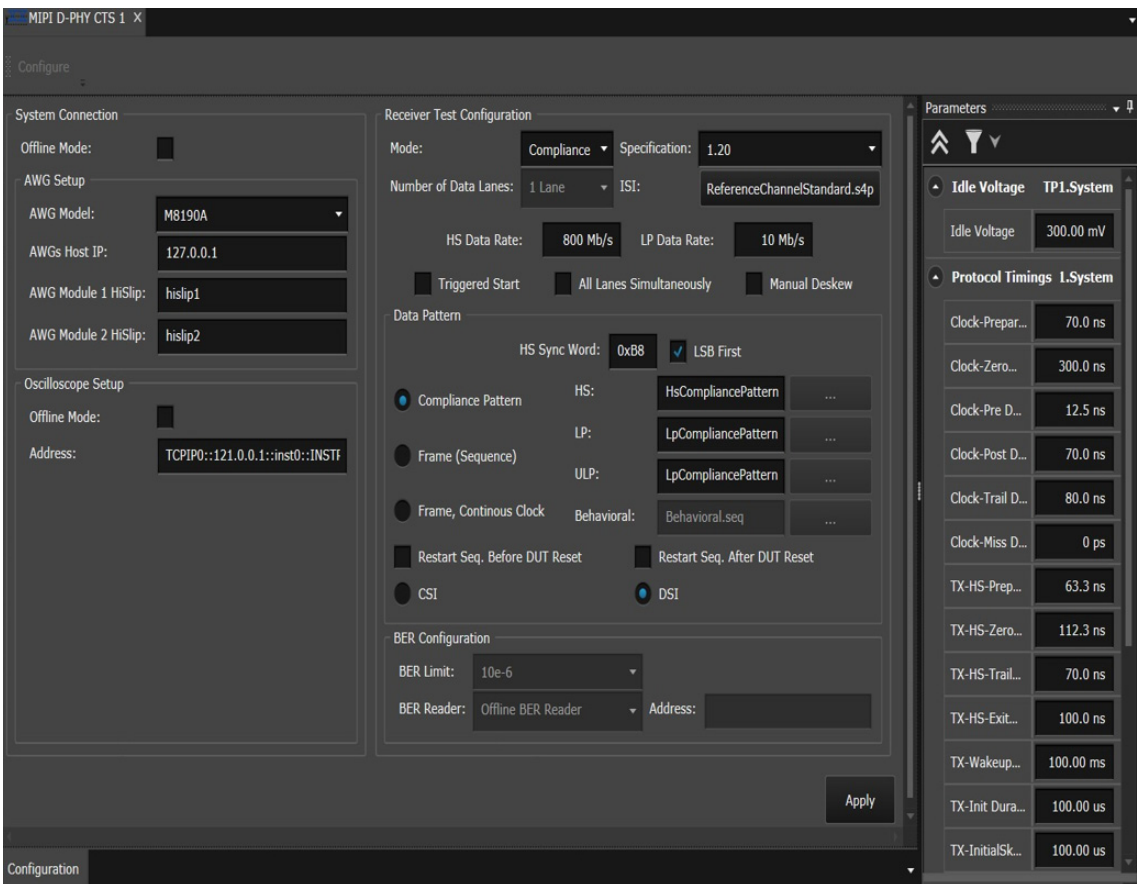 MIPI D-PHY CTS 1 X
Configure
System Connection
Offline Mode:
AWG Setup
AWG Model: M8190A
AWGs Host IP: 127.0.0.1
AWG Module 1 HiSlip: hislip1
AWG Module 2 HiSlip: hislip2
Oscilloscope Setup
Offline Mode:
Address: TCPIP0::121.0.0.1::inst0::INSTF
Receiver Test Configuration
Mode: Compliance Specification: 1.20
Number of Data Lanes: 1 Lane ISI: ReferenceChannelStandard.s4p
HS Data Rate: 800 Mb/s LP Data Rate: 10 Mb/s
Triggered Start All Lanes Simultaneously Manual Deskew
Data Pattern
HS Sync Word: 0xB8 LSB First
Compliance Pattern HS: HsCompliancePattern ...
LP: LpCompliancePattern ...
Frame (Sequence)
ULP: LpCompliancePattern ...
Frame, Continous Clock Behavioral: Behavioral.seq ...
Restart Seq. Before DUT Reset Restart Seq. After DUT Reset
CSI DSI
BER Configuration
BER Limit: 10e-6
BER Reader: Offline BER Reader Address:
Apply
Configuration
Parameters
Idle Voltage TP1.System
Idle Voltage 300.00 mV
Protocol Timings 1.System
Clock-Prepar... 70.0 ns
Clock-Zero... 300.0 ns
Clock-Pre D... 12.5 ns
Clock-Post D... 70.0 ns
Clock-Trail D... 80.0 ns
Clock-Miss D... 0 ps
TX-HS-Prep... 63.3 ns
TX-HS-Zero... 112.3 ns
TX-HS-Trail... 70.0 ns
TX-HS-Exit... 100.0 ns
TX-Wakeup... 100.00 ms
TX-Init Dura... 100.00 us
TX-InitialSk... 100.00 us